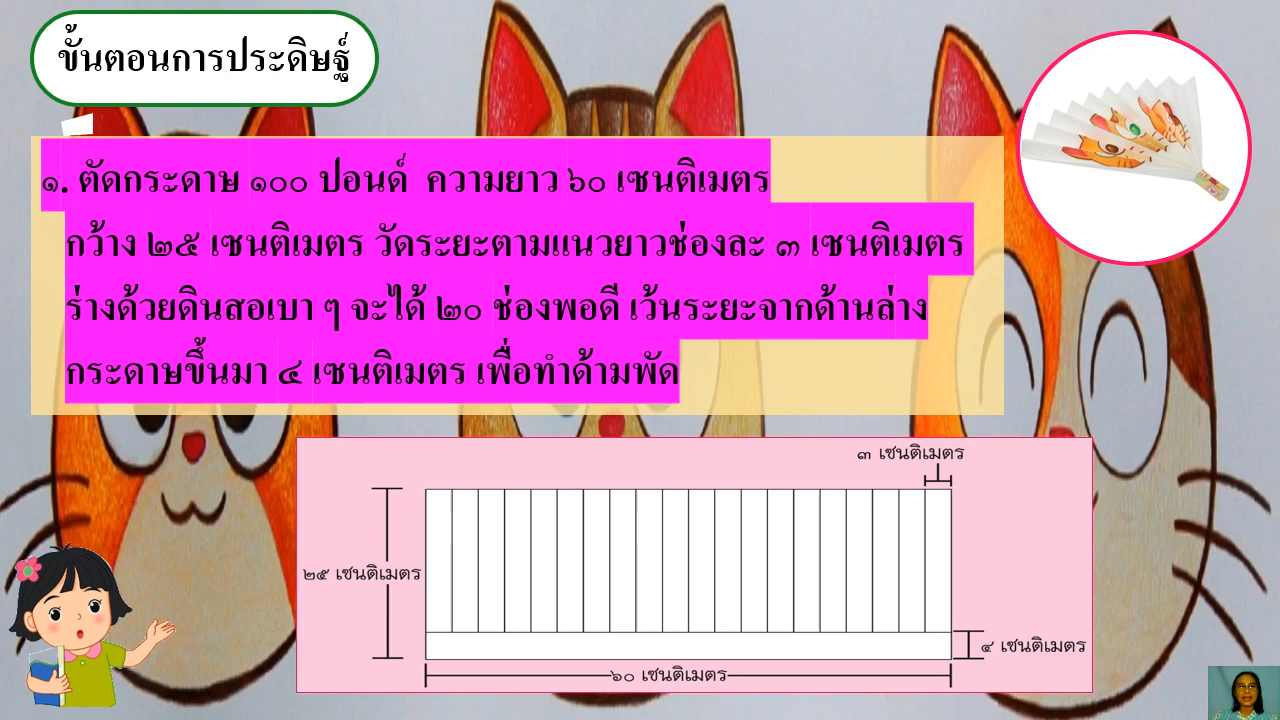 ขั้นตอนการประดิษฐ์
๑. ตัดกระดาษ ๑๐๐ ปอนด์ ความยาว ๖๐ เซนติเมตร
กว้าง ๒๕ เซนติเมตร วัดระยะตามแนวยาวช่องละ ๓ เซนติเมตร
ร่างด้วยดินสอเบา ๆ จะได้ ๒๐ ช่องพอดี เว้นระยะจากด้านล่าง
กระดาษขึ้นมา ๔ เซนติเมตร เพื่อทำด้ามพัด
๓ เซนติเมตร
๒๕ เซนติเมตร
๔ เซนติเมตร
๖๐ เซนติเมตร